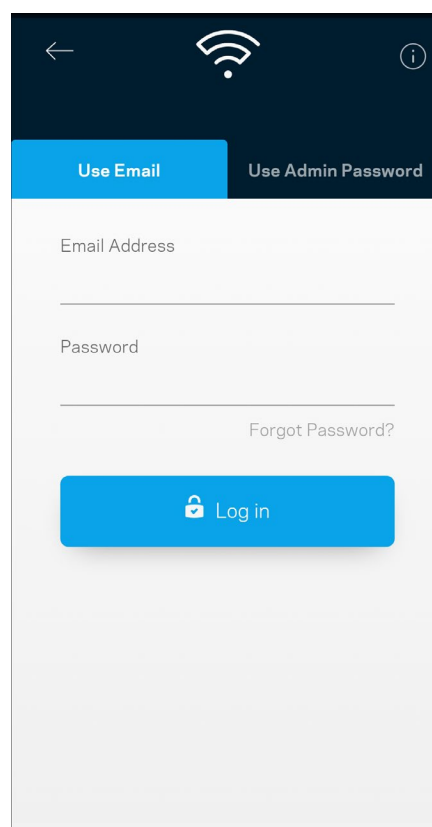 Use Email
Use Admin Password
Email Address
Password
Forgot Password?
Log in